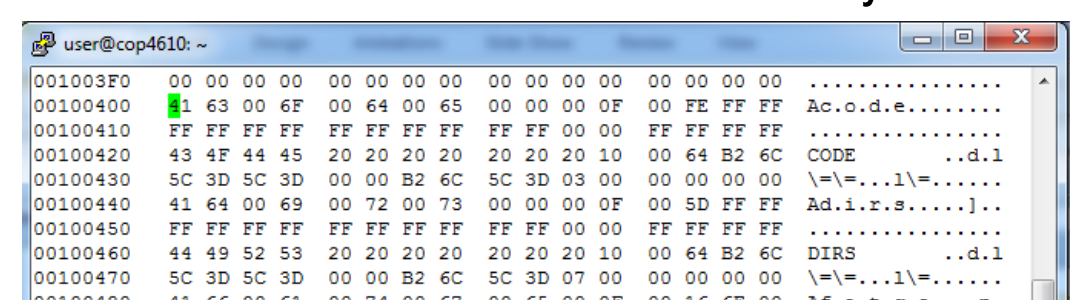 user@cop4610: ~
001003F0 00 00 00 00 00 00 00 00 00 00 00 00 00 00 00 00 ................
00100400 41 63 00 6F 00 64 00 65 00 00 00 0F 00 FE FF FF Ac.o.d.e........
00100410 FF FF FF FF FF FF FF FF FF FF 00 00 FF FF FF FF ................
00100420 43 4F 44 45 20 20 20 20 20 20 20 10 00 64 B2 6C CODE       ..d.l
00100430 5C 3D 5C 3D 00 00 B2 6C 5C 3D 03 00 00 00 00 00 \=\=...l\=......
00100440 41 64 00 69 00 72 00 73 00 00 00 0F 00 5D FF FF Ad.i.r.s.....]..
00100450 FF FF FF FF FF FF FF FF FF FF 00 00 FF FF FF FF ................
00100460 44 49 52 53 20 20 20 20 20 20 20 10 00 64 B2 6C DIRS       ..d.l
00100470 5C 3D 5C 3D 00 00 B2 6C 5C 3D 07 00 00 00 00 00 \=\=...l\=......